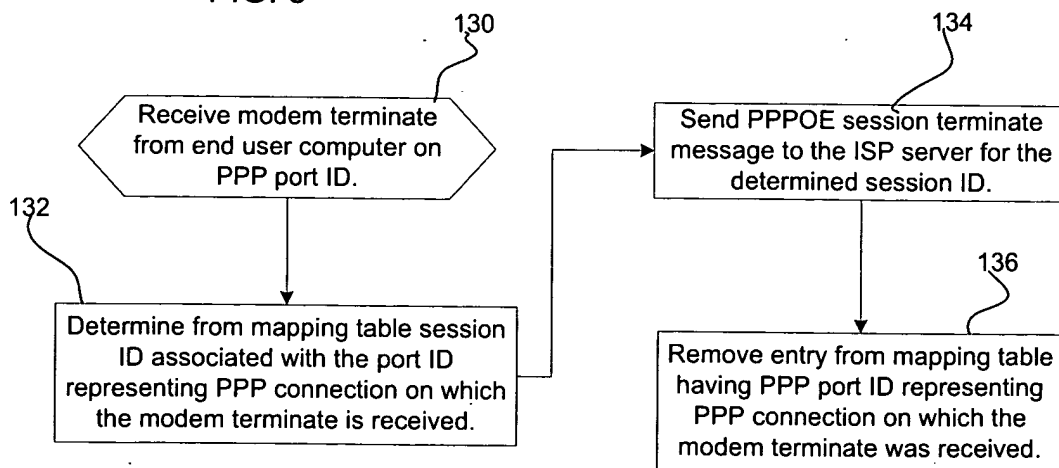 130
Receive modem terminate
from end user computer on
PPP port ID.
132
Determine from mapping table session
ID associated with the port ID
representing PPP connection on which
the modem terminate is received.
134
Send PPPOE session terminate
message to the ISP server for the
determined session ID.
136
Remove entry from mapping table
having PPP port ID representing
PPP connection on which the
modem terminate was received.